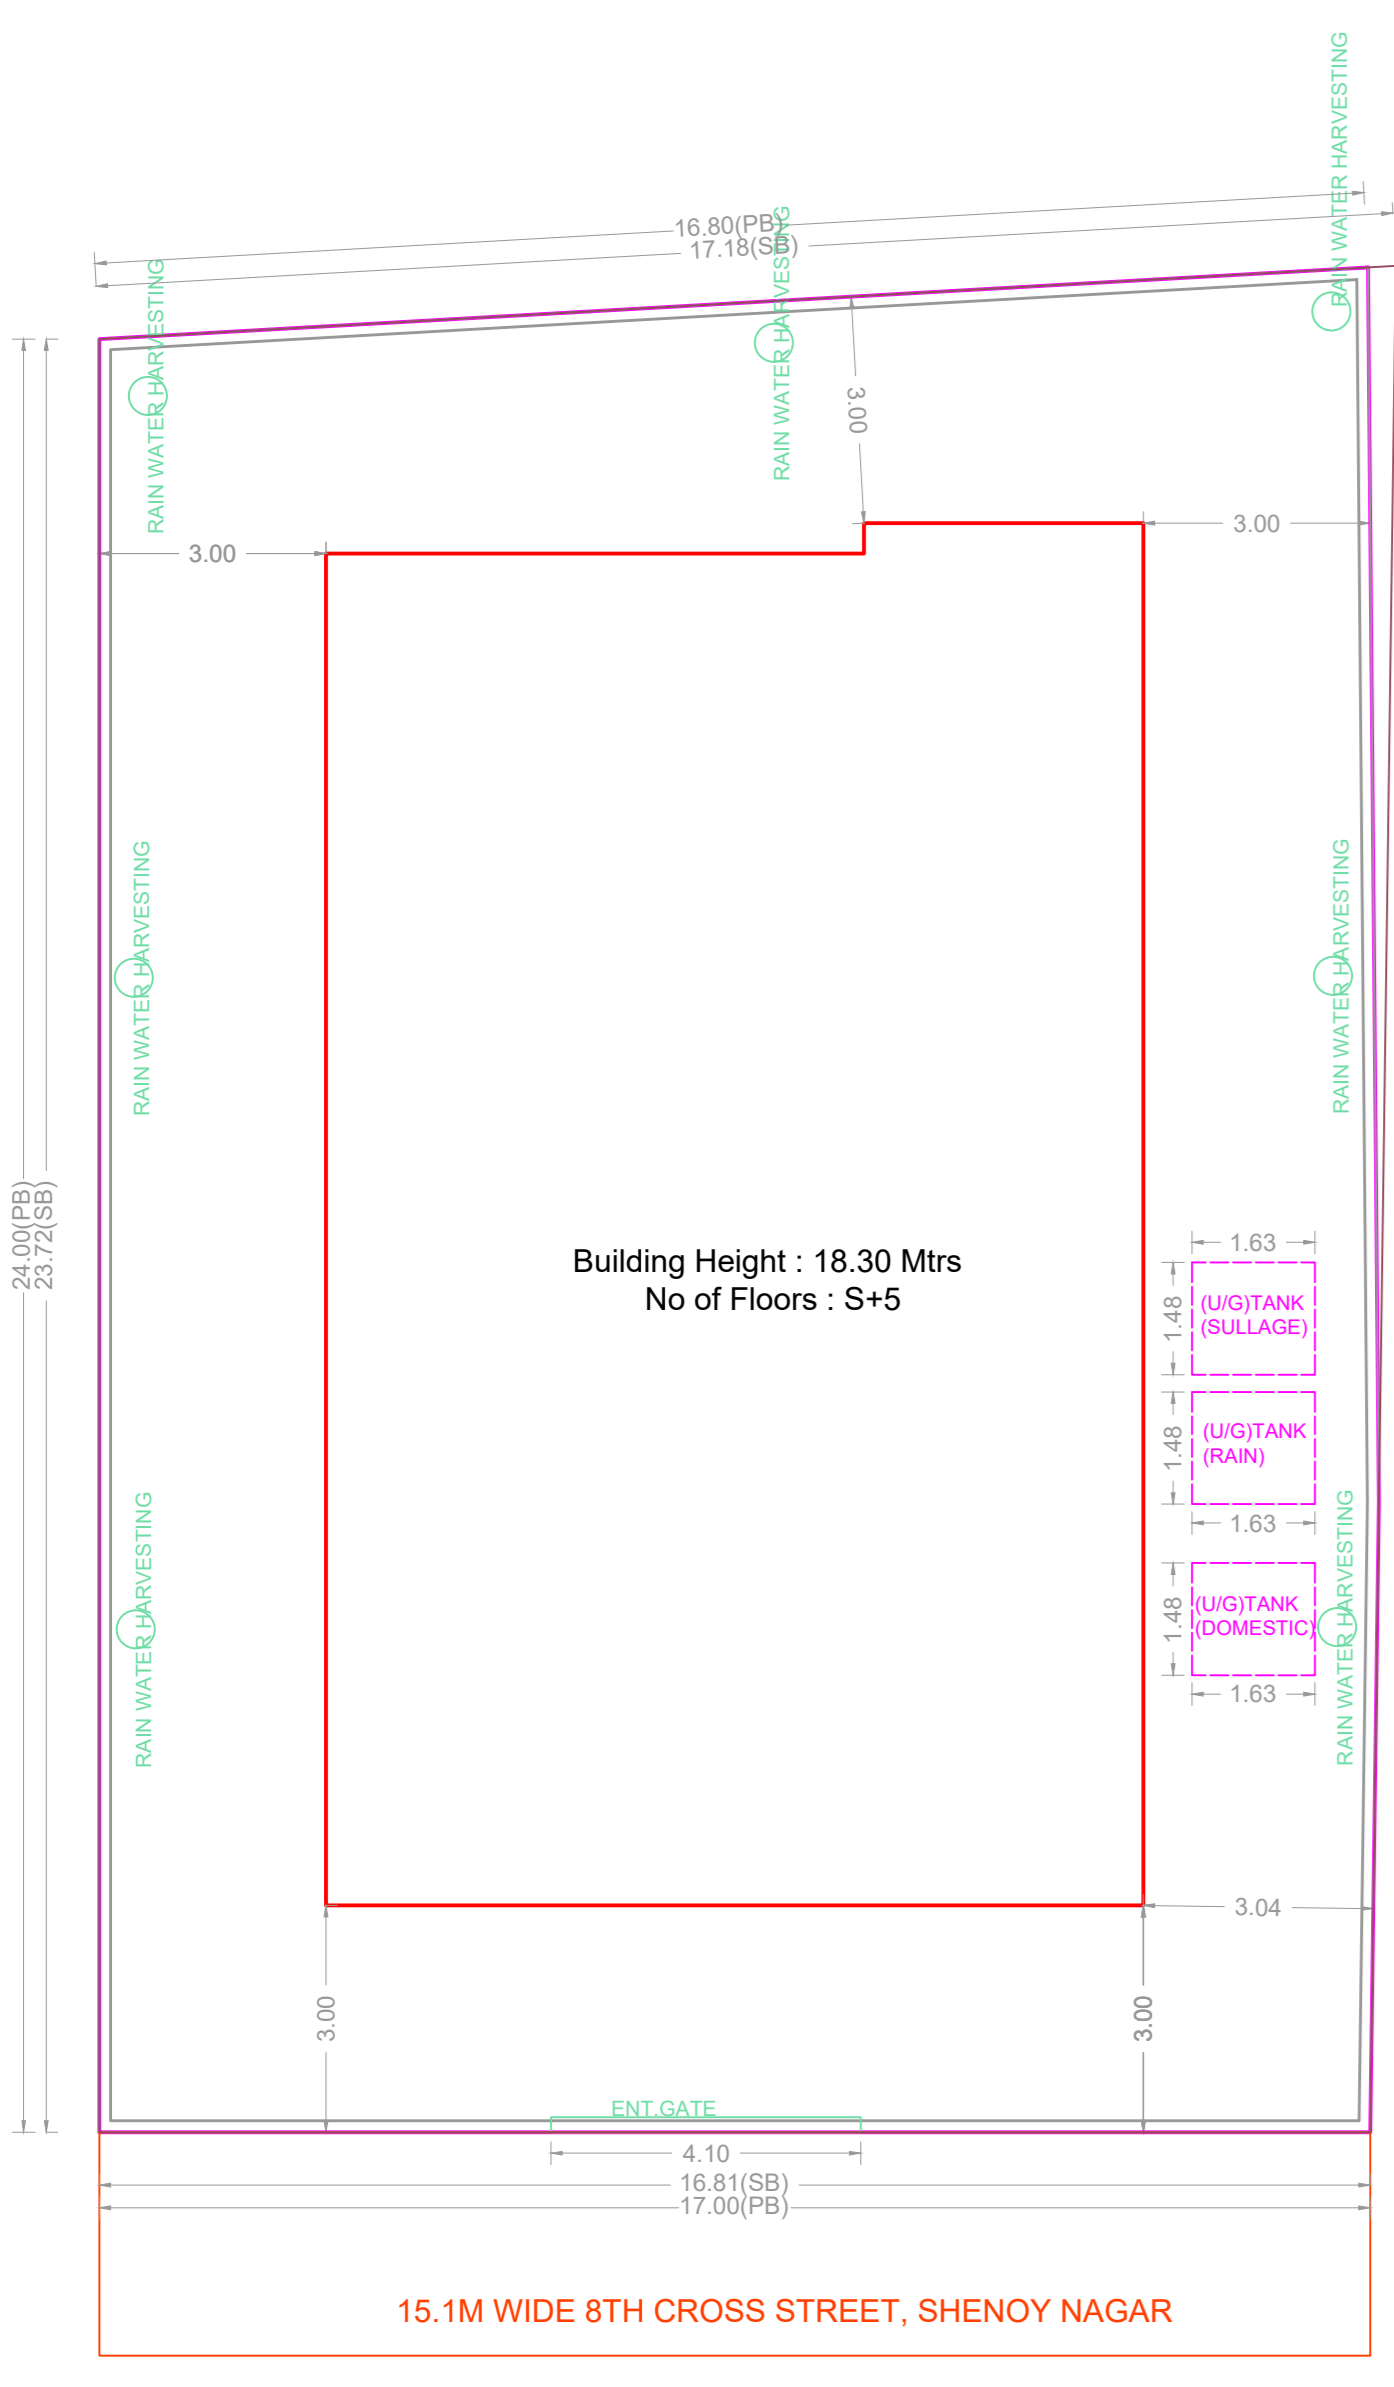 RAIN WATER HARVESTING
16.80(PB)
17.18(SB)
RAIN WATER HARVESTING
RAIN WATER HARVESTING
3.00
3.00
3.00
RAIN WATER HARVESTING
RAIN WATER HARVESTING
24.00(PB)
23.72(SB)
Building Height : 18.30 Mtrs
No of Floors : S+5
1.63
1.48
(U/G)TANK
(SULLAGE)
1.48
(U/G)TANK
(RAIN)
1.63
RAIN WATER HARVESTING
RAIN WATER HARVESTING
1.48
(U/G)TANK
(DOMESTIC)
1.63
3.04
3.00
3.00
ENT.GATE
4.10
16.81(SB)
17.00(PB)
15.1M WIDE 8TH CROSS STREET, SHENOY NAGAR